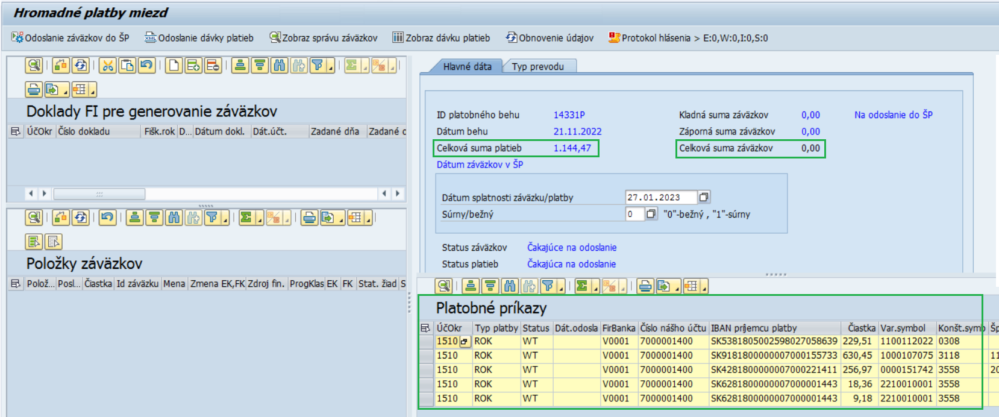 Hromadné platby miezd
Odoslanie záväzkov do ŠP Odoslanie dávky platieb Zobraz správu záväzkov Zobraz dávku platieb Obnovenie údajov Protokol hlásenia > E:0,W:0,I:0,S:0
Doklady FI pre generovanie záväzkov
ÚčOkr Číslo dokladu Fišk.rok D... Dátum dokl. Dát.účt. Zadané dňa Zadané o
Položky záväzkov
Polož... Posl... Čiastka Id záväzku Mena Zmena EK,FK Zdroj fin. ProgKlas EK FK Stat. žiad S
Hlavné dáta Typ prevodu
ID platobného behu 14331P Kladná suma záväzkov 0,00 Na odoslanie do ŠP
Dátum behu 21.11.2022 Záporná suma záväzkov 0,00
Celková suma platieb 1.144,47 Celková suma záväzkov 0,00
Dátum záväzkov v ŠP
Dátum splatnosti záväzku/platby 27.01.2023
Súrny/bežný 0 "0"-bežný , "1"-súrny
Status záväzkov Čakajúce na odoslanie
Status platieb Čakajúca na odoslanie
Platobné príkazy
ÚčOkr Typ platby Status Dát.odosla FirBanka Číslo nášho účtu IBAN príjemcu platby Čiastka Var.symbol Konšt.symb Šp
1510 ROK WT V0001 7000001400 SK5381805002598027058639 229,51 1100112022 0308
1510 ROK WT V0001 7000001400 SK9181800000007000155733 630,45 1000107075 3118 11
1510 ROK WT V0001 7000001400 SK4281800000007000221411 256,97 0000151742 3558 20
1510 ROK WT V0001 7000001400 SK6281800000007000001443 18,36 2210010001 3558
1510 ROK WT V0001 7000001400 SK6281800000007000001443 9,18 2210010001 3558